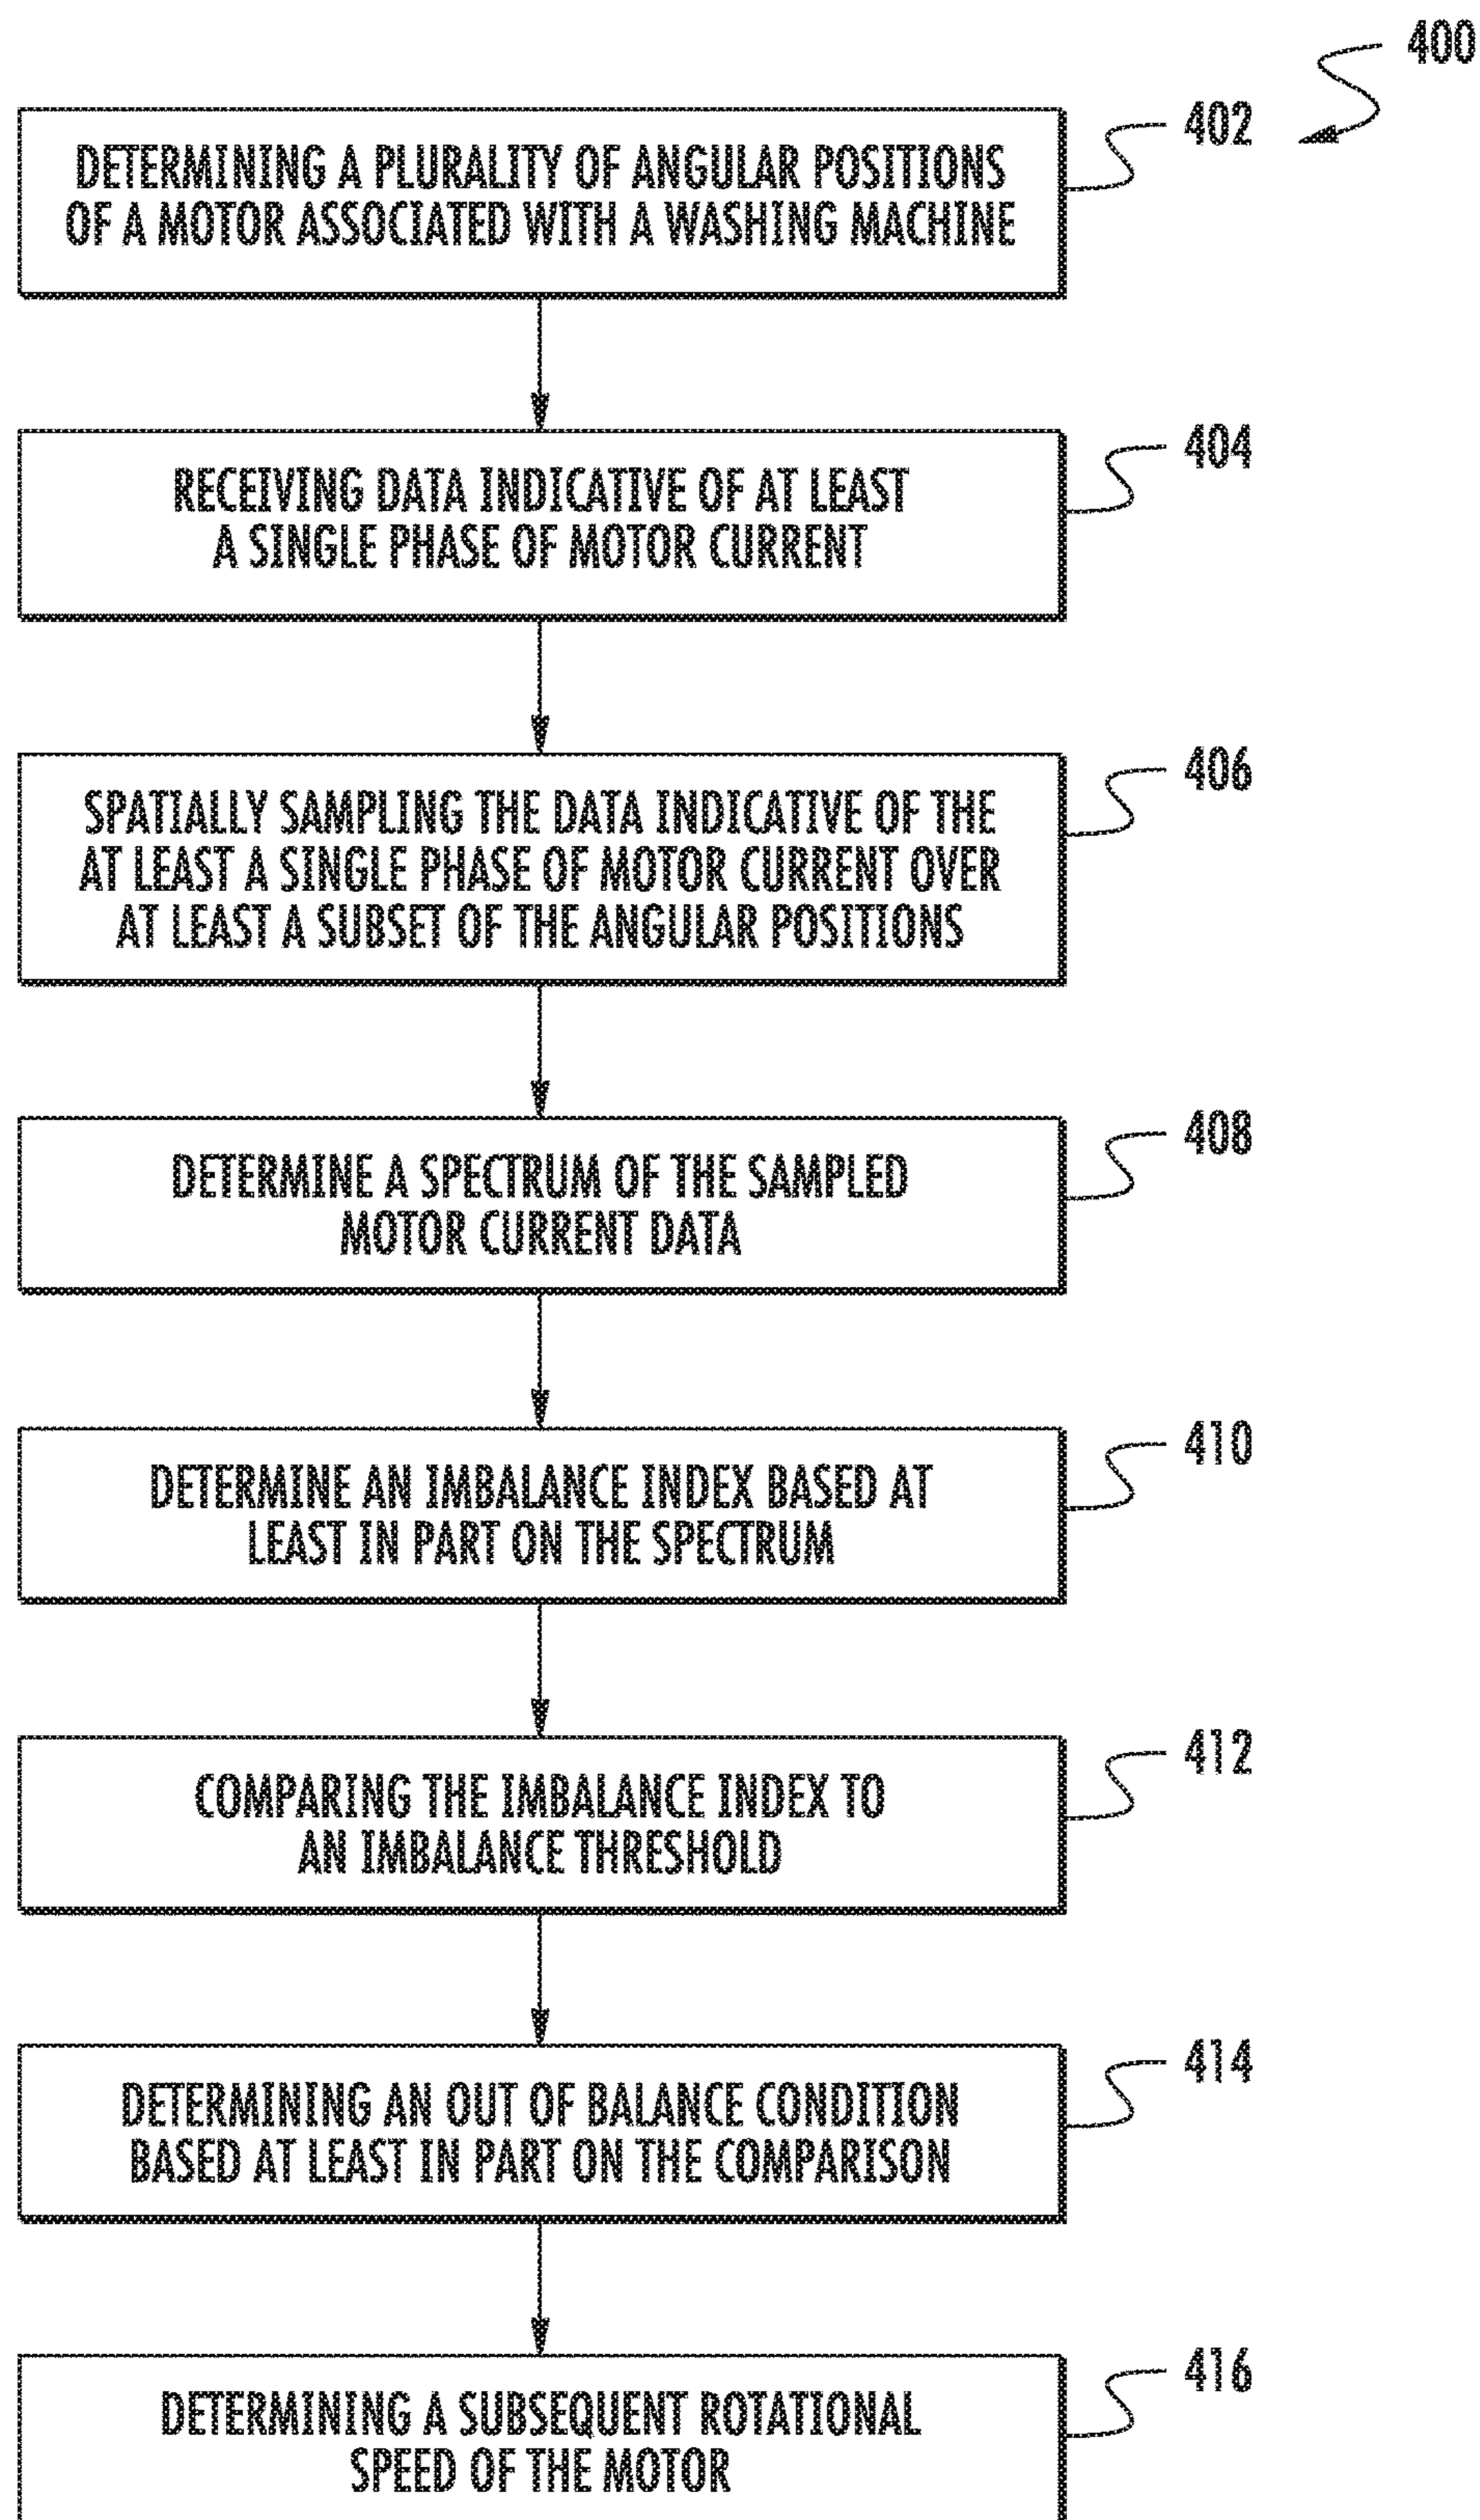 400
402
DETERMINING A PLURALITY OF ANGULAR POSITIONS
OF A MOTOR ASSOCIATED WITH A WASHING MACHINE
404
RECEIVING DATA INDICATIVE OF AT LEAST
A SINGLE PHASE OF MOTOR CURRENT
406
SPATIALLY SAMPLING THE DATA INDICATIVE OF THE
AT LEAST A SINGLE PHASE OF MOTOR CURRENT OVER
AT LEAST A SUBSET OF THE ANGULAR POSITIONS
408
DETERMINE A SPECTRUM OF THE SAMPLED
MOTOR CURRENT DATA
410
DETERMINE AN IMBALANCE INDEX BASED AT
LEAST IN PART ON THE SPECTRUM
412
COMPARING THE IMBALANCE INDEX TO
AN IMBALANCE THRESHOLD
414
DETERMINING AN OUT OF BALANCE CONDITION
BASED AT LEAST IN PART ON THE COMPARISON
416
DETERMINING A SUBSEQUENT ROTATIONAL
SPEED OF THE MOTOR